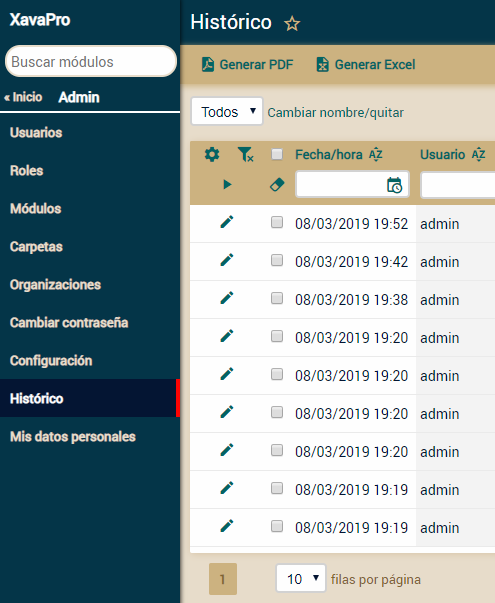 XavaPro
Buscar módulos
« Inicio Admin
Usuarios
Roles
Módulos
Carpetas
Organizaciones
Cambiar contraseña
Configuración
Histórico
Mis datos personales
Histórico
Generar PDF Generar Excel
Todos Cambiar nombre/quitar
Fecha/hora AZ Usuario AZ
08/03/2019 19:52 admin
08/03/2019 19:42 admin
08/03/2019 19:38 admin
08/03/2019 19:20 admin
08/03/2019 19:20 admin
08/03/2019 19:20 admin
08/03/2019 19:20 admin
08/03/2019 19:19 admin
08/03/2019 19:19 admin
1 10 filas por página